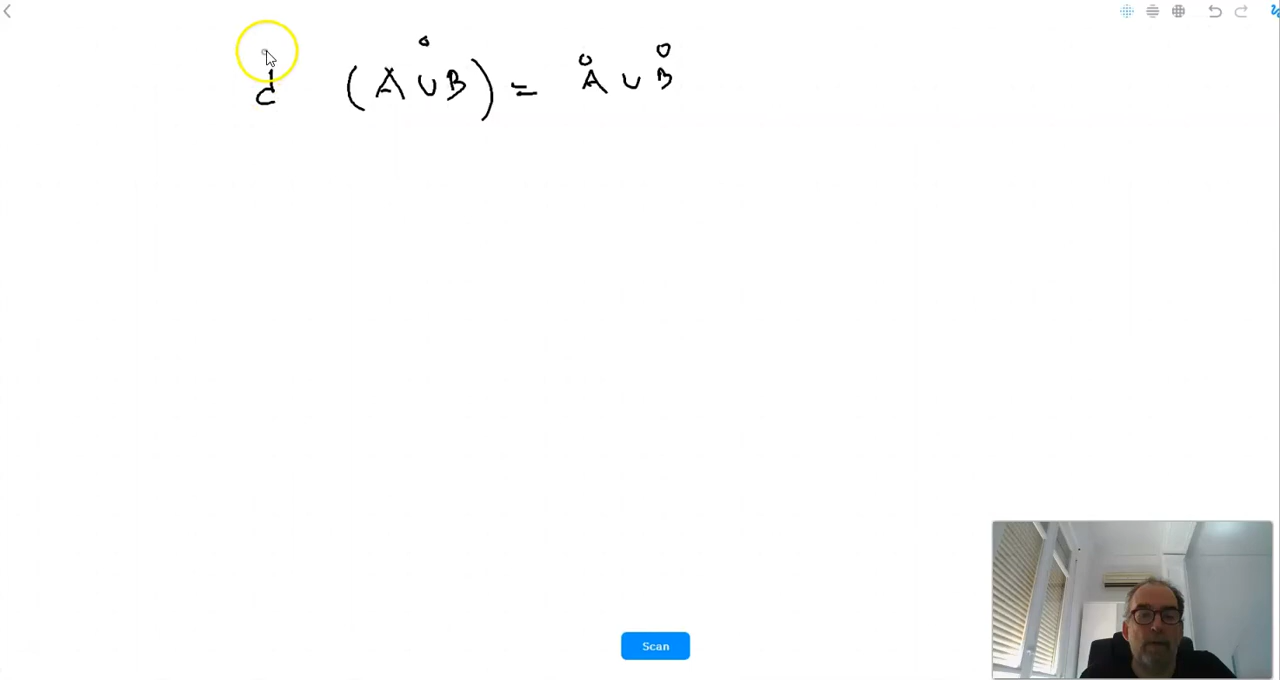 d (A ∪ B)° = Å ∪ B̊
Scan